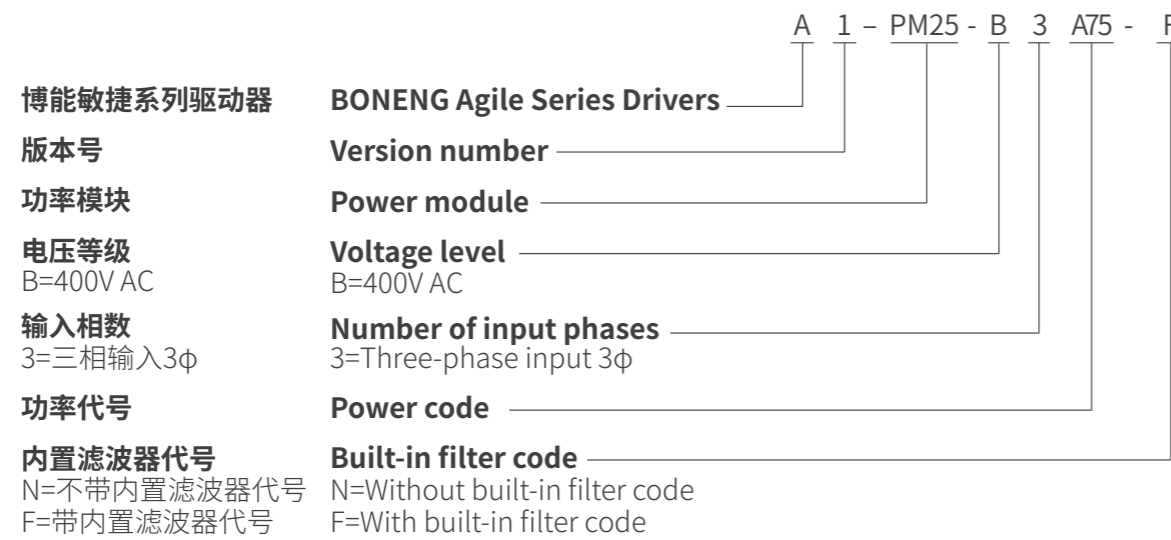 A 1 – PM25 - B 3 A75 - F
博能敏捷系列驱动器 BONENG Agile Series Drivers
版本号 Version number
功率模块 Power module
电压等级 Voltage level
B=400V AC B=400V AC
输入相数 Number of input phases
3=三相输入3ф 3=Three-phase input 3ф
功率代号 Power code
内置滤波器代号 Built-in filter code
N=不带内置滤波器代号 N=Without built-in filter code
F=带内置滤波器代号 F=With built-in filter code